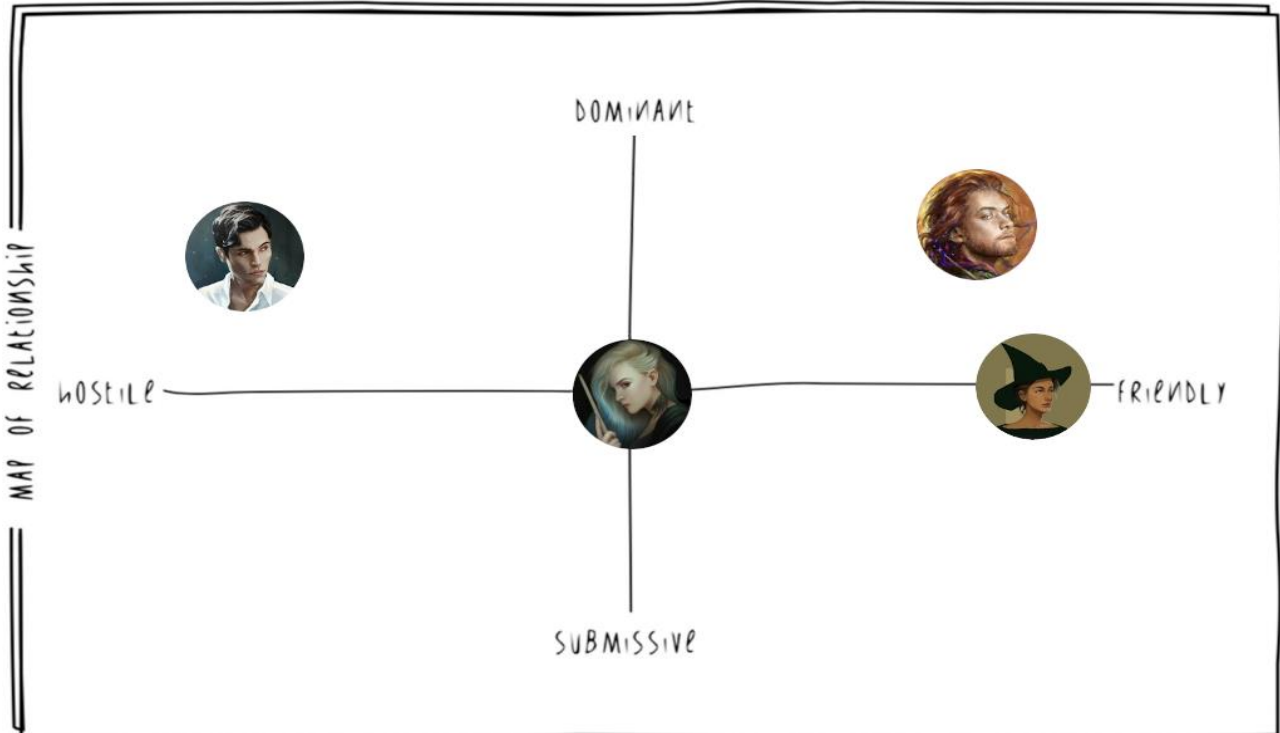 DOMINANT
MAP OF RELATIONSHIP
HOSTILE
FRIENDLY
SUBMISSIVE